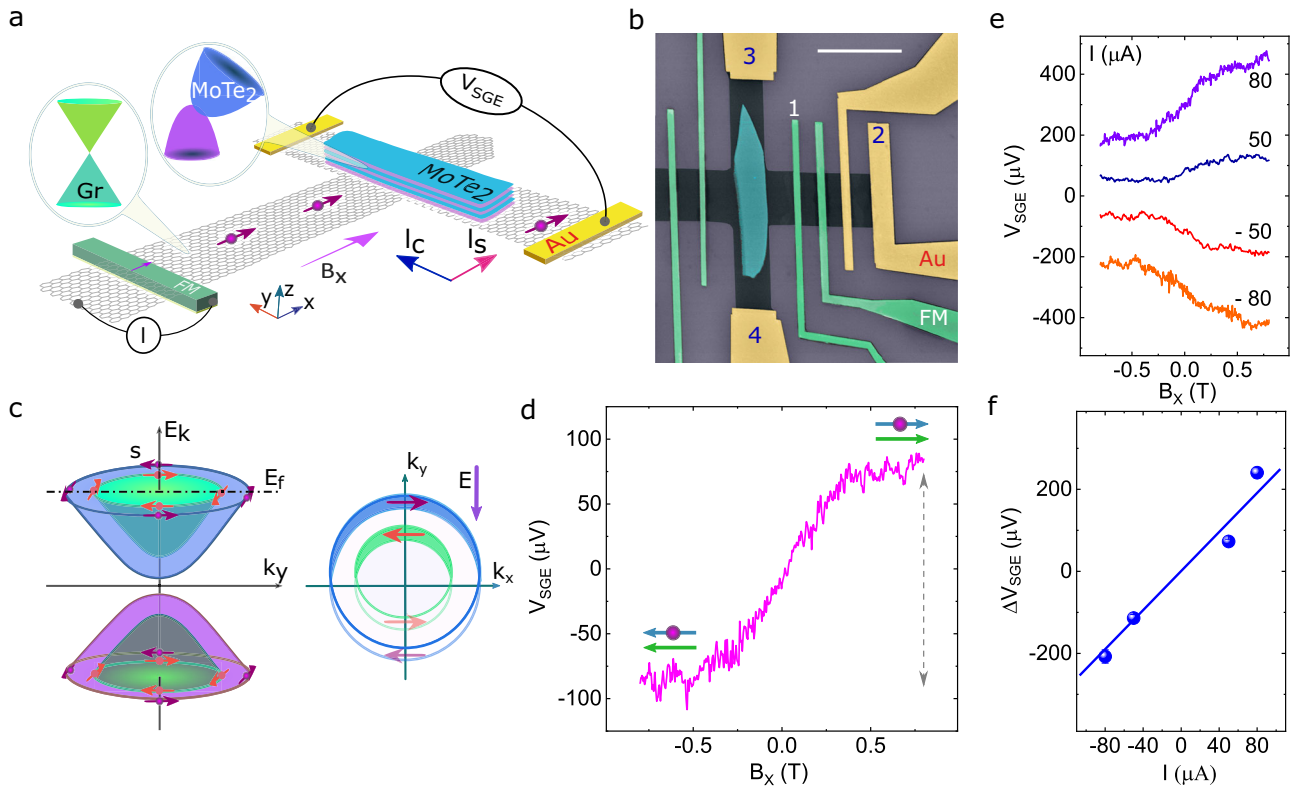 a
MoTe2
Gr
V_SGE
MoTe2
FM
I
B_X
I_C
I_S
Au
y
z
x
b
3
1
2
Au
FM
4
c
E_k
s
E_f
k_y
k_y
E
k_x
d
100
50
0
-50
-100
V_SGE (μV)
-0.5
0.0
0.5
B_X (T)
e
I (μA)
80
50
- 50
- 80
400
200
0
-200
-400
V_SGE (μV)
-0.5
0.0
0.5
B_X (T)
f
200
0
-200
ΔV_SGE (μV)
-80
-40
0
40
80
I (μA)